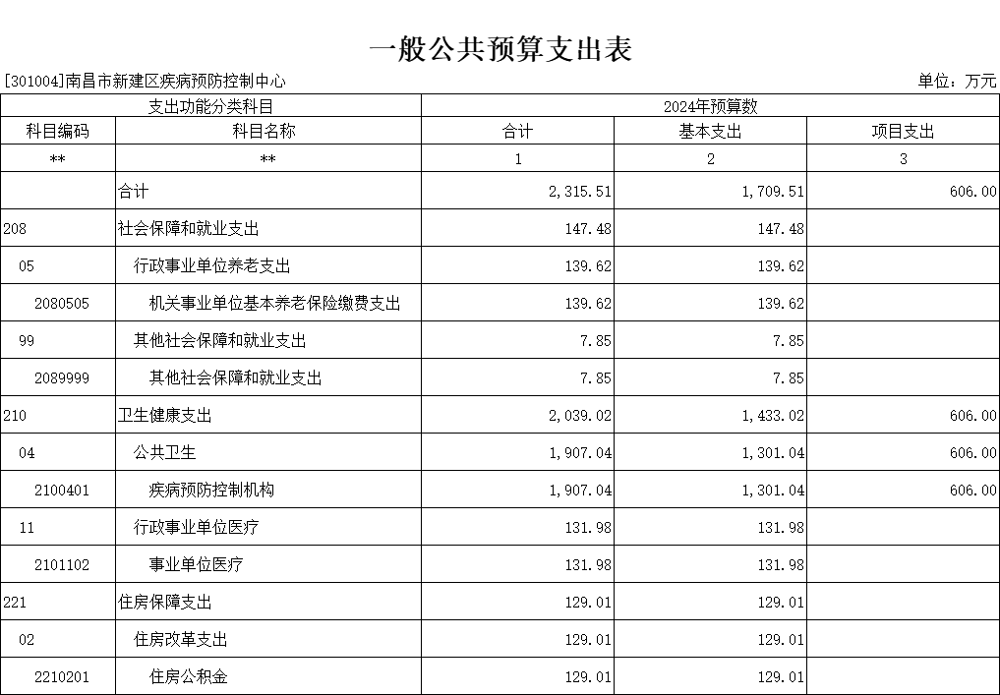 一般公共预算支出表
[301004]南昌市新建区疾病预防控制中心 单位：万元
支出功能分类科目 2024年预算数
科目编码 科目名称 合计 基本支出 项目支出
** ** 1 2 3
合计 2,315.51 1,709.51 606.00
208 社会保障和就业支出 147.48 147.48
05 行政事业单位养老支出 139.62 139.62
2080505 机关事业单位基本养老保险缴费支出 139.62 139.62
99 其他社会保障和就业支出 7.85 7.85
2089999 其他社会保障和就业支出 7.85 7.85
210 卫生健康支出 2,039.02 1,433.02 606.00
04 公共卫生 1,907.04 1,301.04 606.00
2100401 疾病预防控制机构 1,907.04 1,301.04 606.00
11 行政事业单位医疗 131.98 131.98
2101102 事业单位医疗 131.98 131.98
221 住房保障支出 129.01 129.01
02 住房改革支出 129.01 129.01
2210201 住房公积金 129.01 129.01